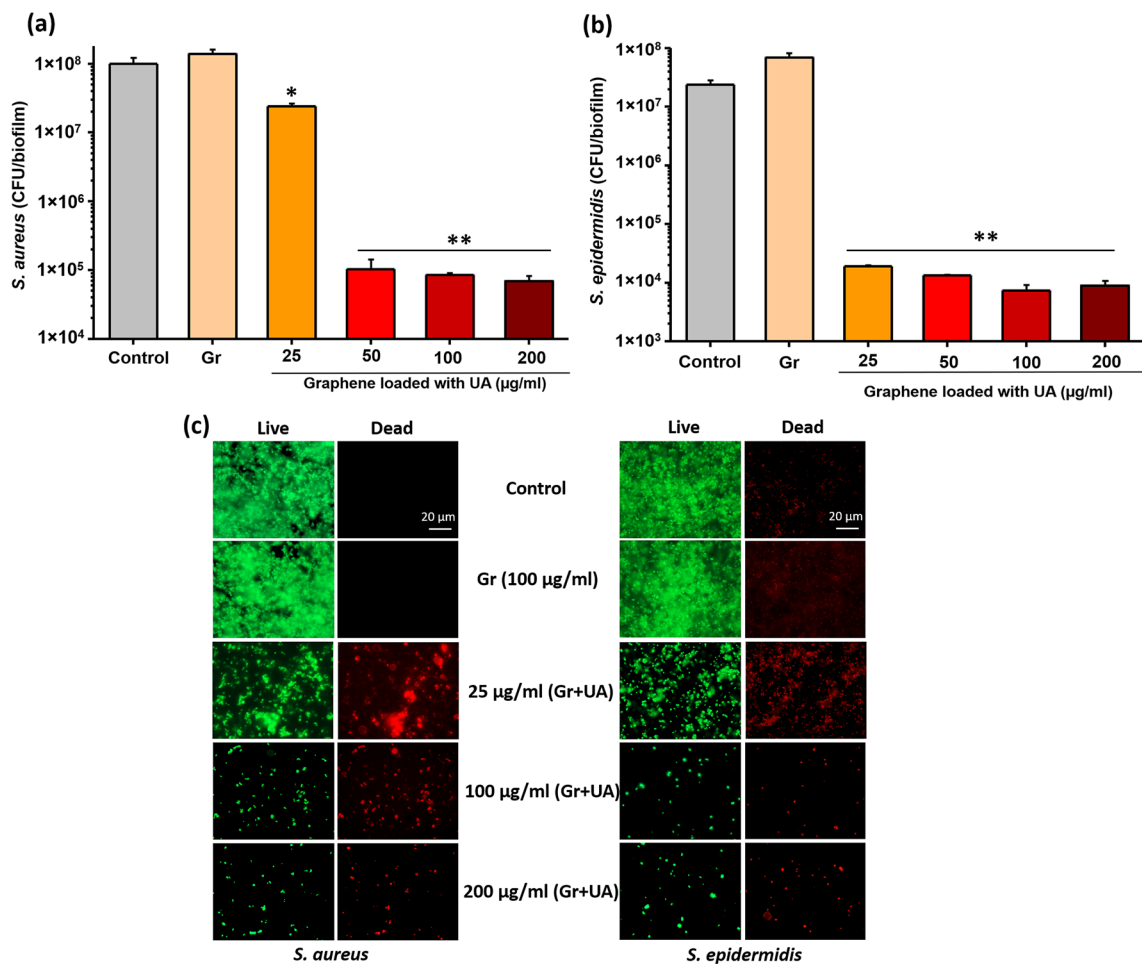 (a)
S. aureus (CFU/biofilm)
1×10⁸
1×10⁷
1×10⁶
1×10⁵
1×10⁴
*
**
Control Gr 25 50 100 200
Graphene loaded with UA (µg/ml)
(b)
S. epidermidis (CFU/biofilm)
1×10⁸
1×10⁷
1×10⁶
1×10⁵
1×10⁴
1×10³
**
Control Gr 25 50 100 200
Graphene loaded with UA (µg/ml)
(c)
Live Dead Live Dead
Control
20 µm 20 µm
Gr (100 µg/ml)
25 µg/ml (Gr+UA)
100 µg/ml (Gr+UA)
200 µg/ml (Gr+UA)
S. aureus S. epidermidis